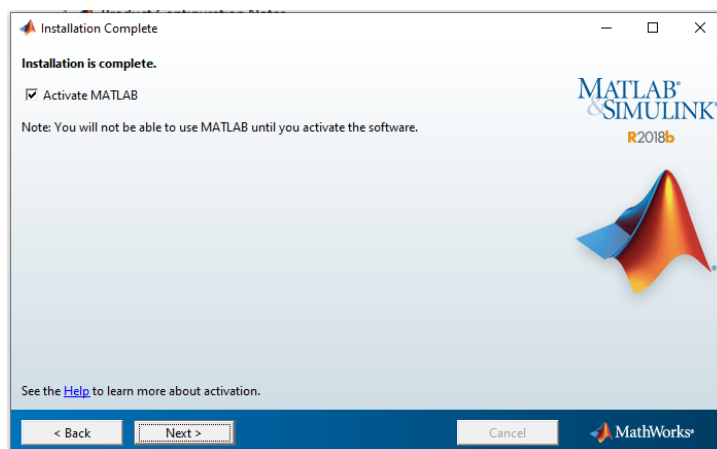 Installation Complete
Installation is complete.
Activate MATLAB
Note: You will not be able to use MATLAB until you activate the software.
MATLAB®
&SIMULINK®
R2018b
See the Help to learn more about activation.
< Back
Next >
Cancel
MathWorks®